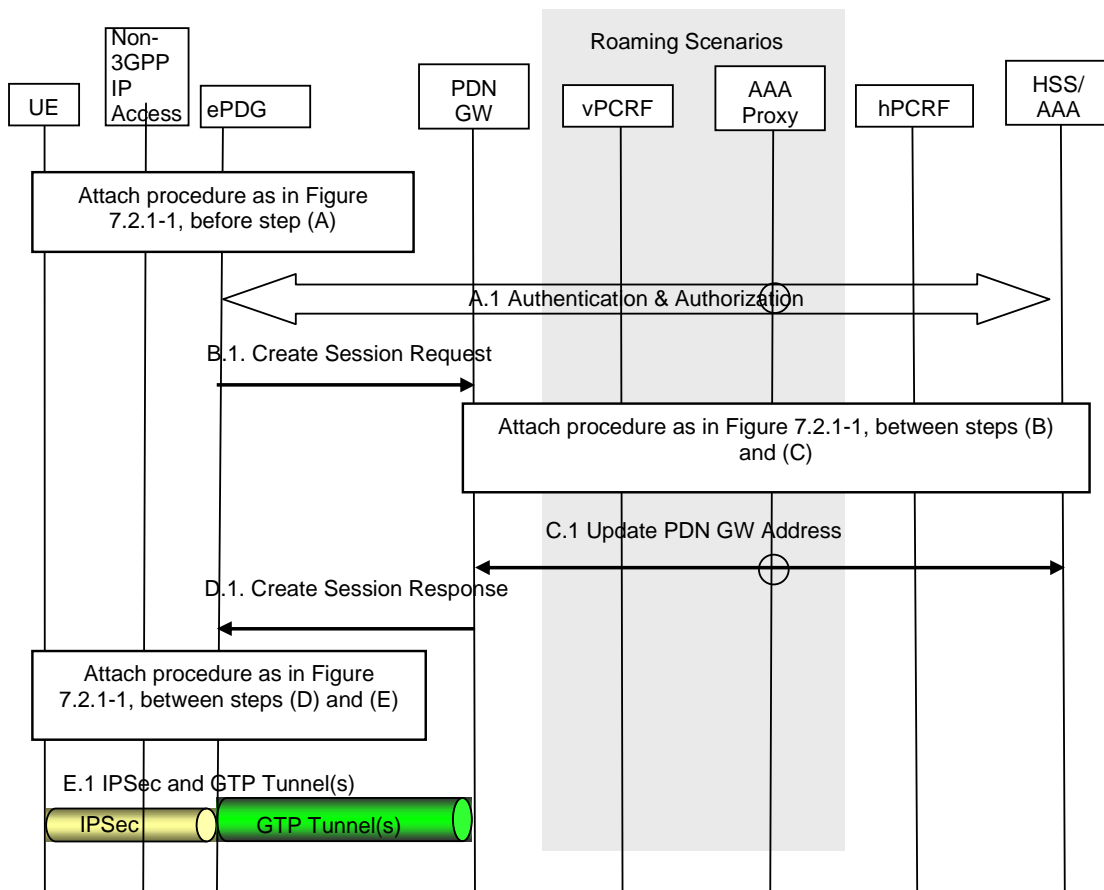 Roaming Scenarios
Non-
3GPP
IP
Access
UE
ePDG
PDN
GW
vPCRF
AAA
Proxy
hPCRF
HSS/
AAA
Attach procedure as in Figure
7.2.1-1, before step (A)
A.1 Authentication & Authorization
B.1. Create Session Request
Attach procedure as in Figure 7.2.1-1, between steps (B)
and (C)
C.1 Update PDN GW Address
D.1. Create Session Response
Attach procedure as in Figure
7.2.1-1, between steps (D) and (E)
E.1 IPSec and GTP Tunnel(s)
IPSec
GTP Tunnel(s)